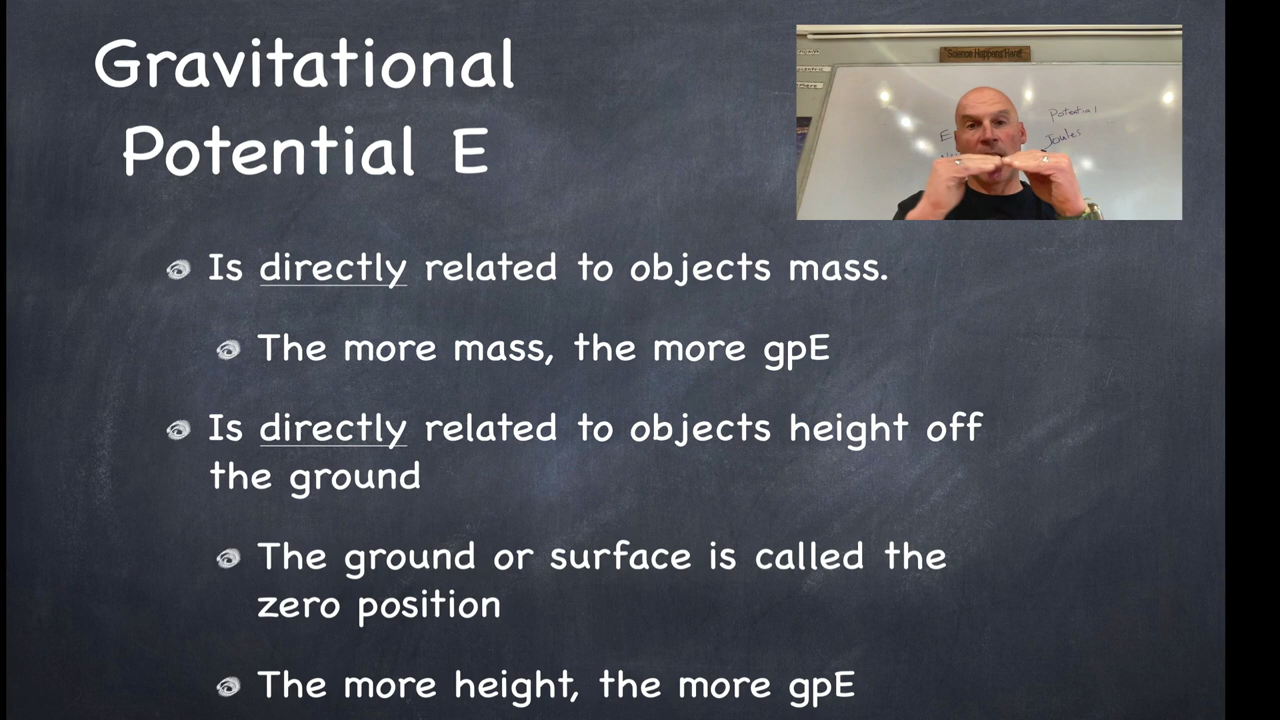 Gravitational
Potential E
"Science Happens Here!"
Potential
E
Joules
Is directly related to objects mass.
The more mass, the more gpE
Is directly related to objects height off
the ground
The ground or surface is called the
zero position
The more height, the more gpE